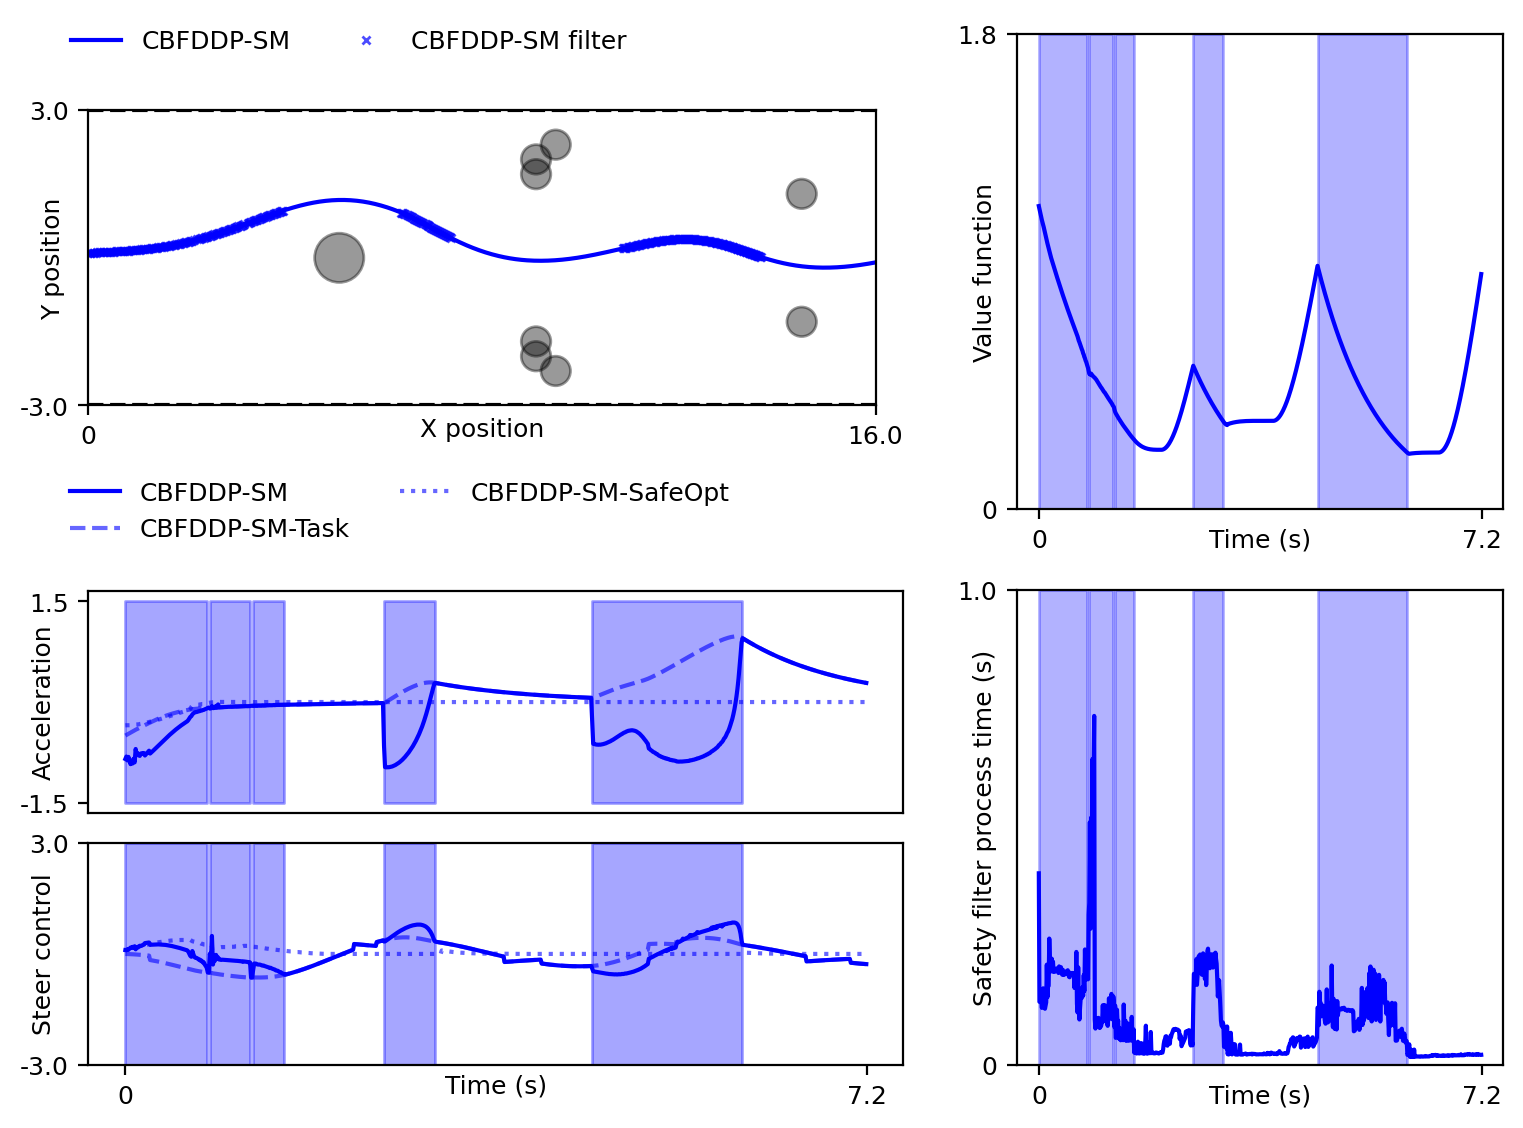 CBFDDP-SM
CBFDDP-SM filter
3.0
Y position
-3.0
0
X position
16.0
CBFDDP-SM
CBFDDP-SM-SafeOpt
CBFDDP-SM-Task
1.5
Acceleration
-1.5
3.0
Steer control
-3.0
0
Time (s)
7.2
1.8
Value function
0
0
Time (s)
7.2
1.0
Safety filter process time (s)
0
0
Time (s)
7.2